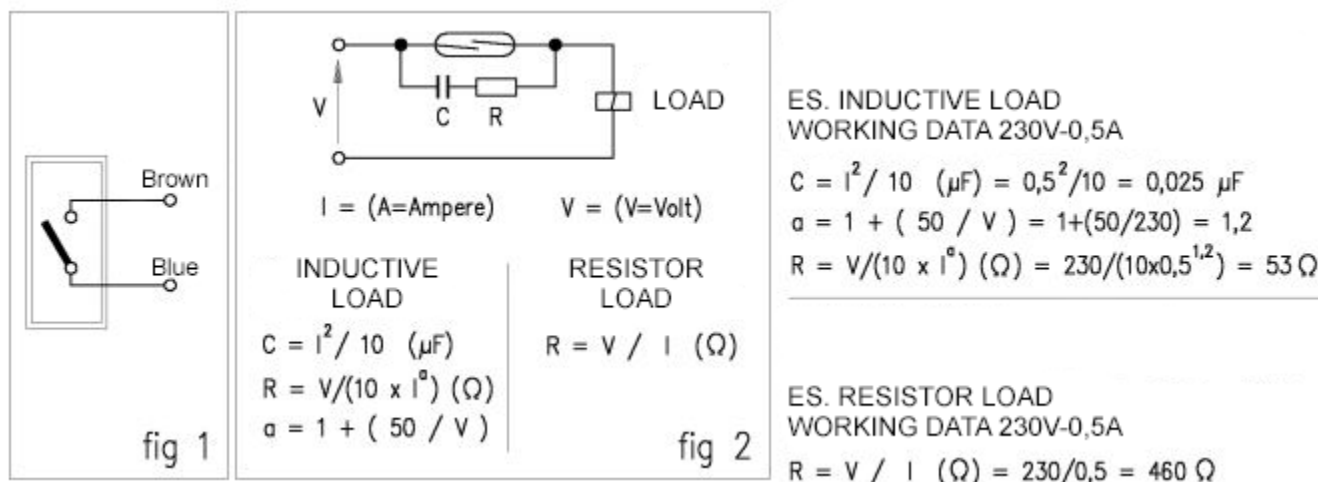 Brown
Blue
fig 1
V
C
R
LOAD
I = (A=Ampere) V = (V=Volt)
INDUCTIVE
LOAD
C = I²/ 10 (µF)
R = V/(10 x Iᵃ) (Ω)
a = 1 + ( 50 / V )
RESISTOR
LOAD
R = V / I (Ω)
fig 2
ES. INDUCTIVE LOAD
WORKING DATA 230V-0,5A
C = I²/ 10 (µF) = 0,5²/10 = 0,025 µF
a = 1 + ( 50 / V ) = 1+(50/230) = 1,2
R = V/(10 x Iᵃ) (Ω) = 230/(10x0,5¹˒²) = 53 Ω
ES. RESISTOR LOAD
WORKING DATA 230V-0,5A
R = V / I (Ω) = 230/0,5 = 460 Ω